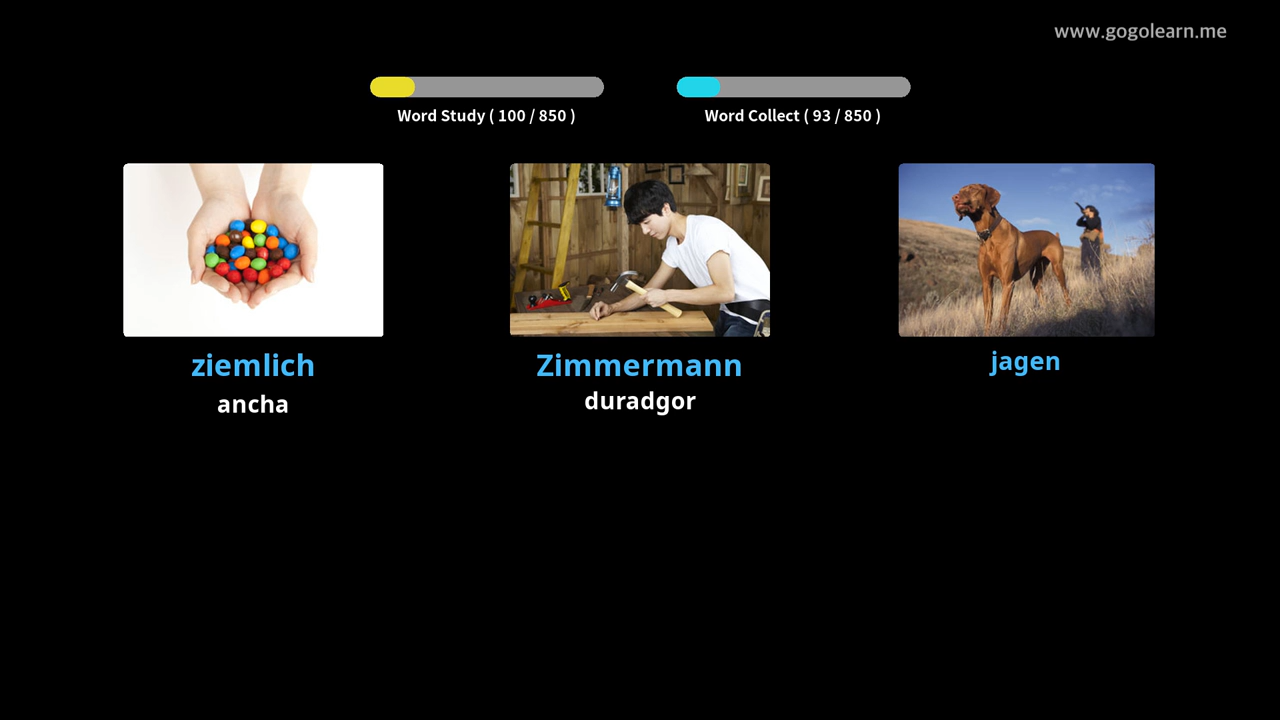 www.gogolearn.me
Word Study ( 100 / 850 )
Word Collect ( 93 / 850 )
ziemlich
ancha
Zimmermann
duradgor
jagen